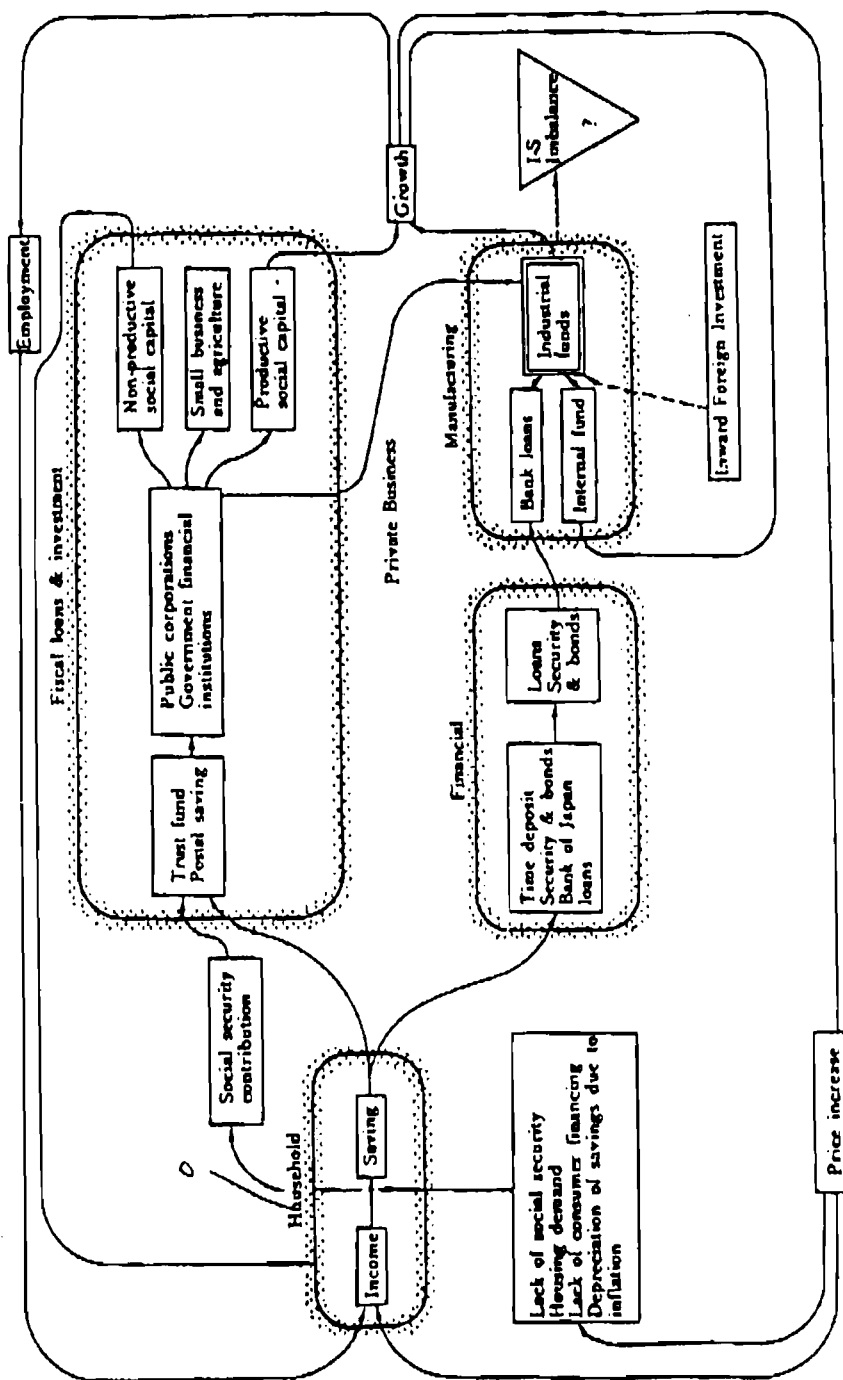 Employment
Fiscal loans & investment
Non-productive
social capital
Small business
and agriculture
Productive
social capital -
Public corporations
Government financial
institutions
Trust fund
Postal saving
Social security
contribution
Household
Income
Saving
Growth
Private Business
Manufacturing
Bank loans
Internal fund
Industrial
funds
I-S
Imbalance
?
Financial
Time deposit
Security & bonds
Bank of Japan
loans
Loans
Security
& bonds
Inward Foreign Investment
Lack of social security
Housing demand
Lack of consumer financing
Depreciation of savings due to
inflation
Price increase